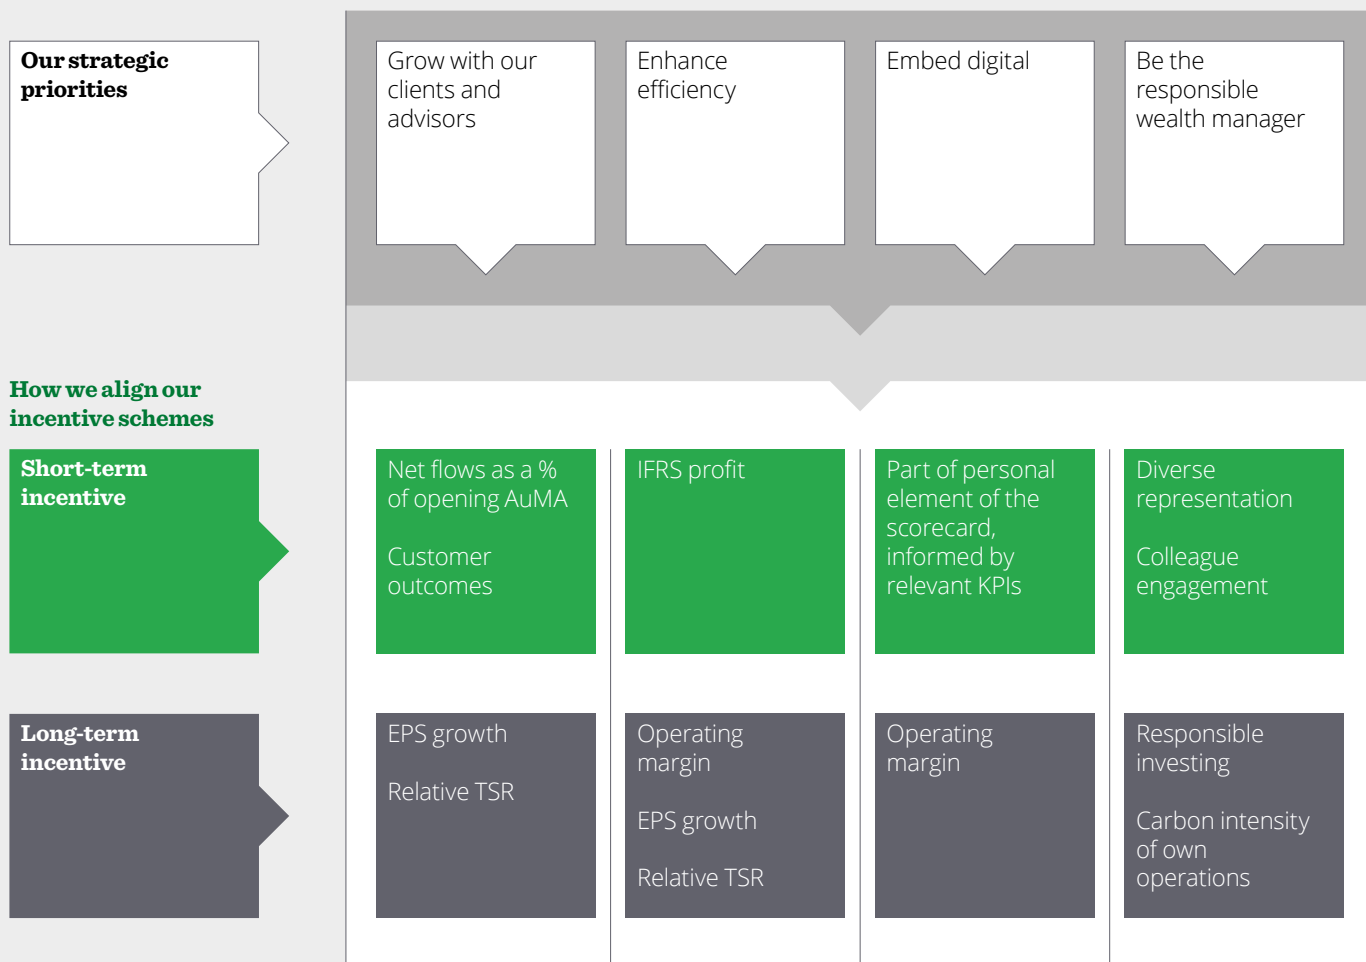 Our strategic
priorities
Grow with our
clients and
advisors
Enhance
efficiency
Embed digital
Be the
responsible
wealth manager
How we align our
incentive schemes
Short-term
incentive
Net flows as a %
of opening AuMA
Customer
outcomes
IFRS profit
Part of personal
element of the
scorecard,
informed by
relevant KPIs
Diverse
representation
Colleague
engagement
Long-term
incentive
EPS growth
Relative TSR
Operating
margin
EPS growth
Relative TSR
Operating
margin
Responsible
investing
Carbon intensity
of own
operations